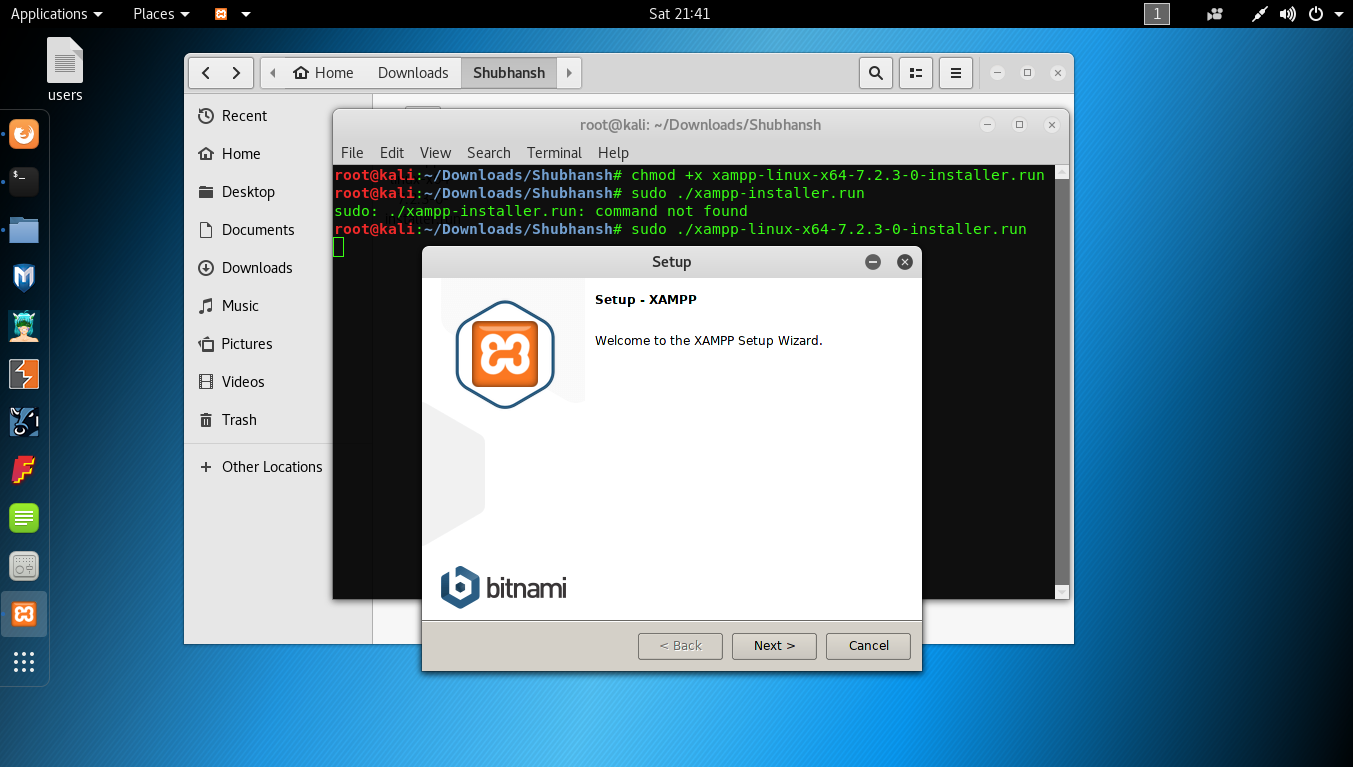 Applications Places Sat 21:41 1
users
Home Downloads Shubhansh
Recent
Home
Desktop
Documents
Downloads
Music
Pictures
Videos
Trash
+ Other Locations
root@kali: ~/Downloads/Shubhansh
File Edit View Search Terminal Help
root@kali:~/Downloads/Shubhansh# chmod +x xampp-linux-x64-7.2.3-0-installer.run
root@kali:~/Downloads/Shubhansh# sudo ./xampp-installer.run
sudo: ./xampp-installer.run: command not found
root@kali:~/Downloads/Shubhansh# sudo ./xampp-linux-x64-7.2.3-0-installer.run
Setup
Setup - XAMPP
Welcome to the XAMPP Setup Wizard.
bitnami
< Back Next > Cancel